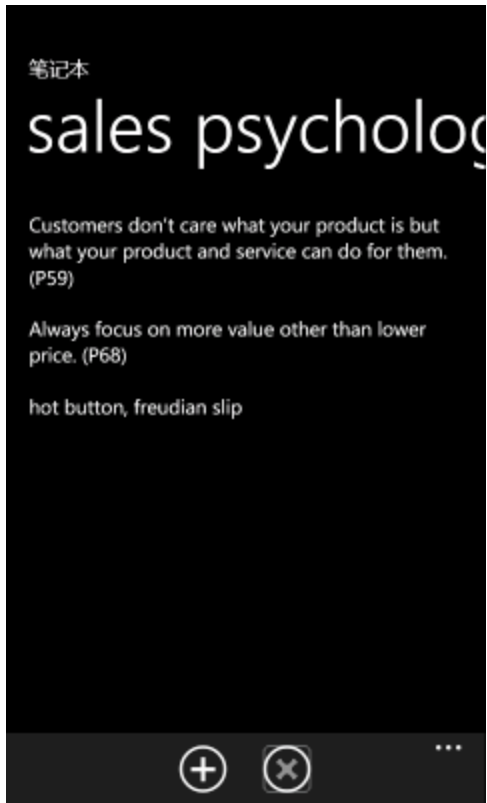 笔记本
sales psycholog
Customers don't care what your product is but
what your product and service can do for them.
(P59)
Always focus on more value other than lower
price. (P68)
hot button, freudian slip